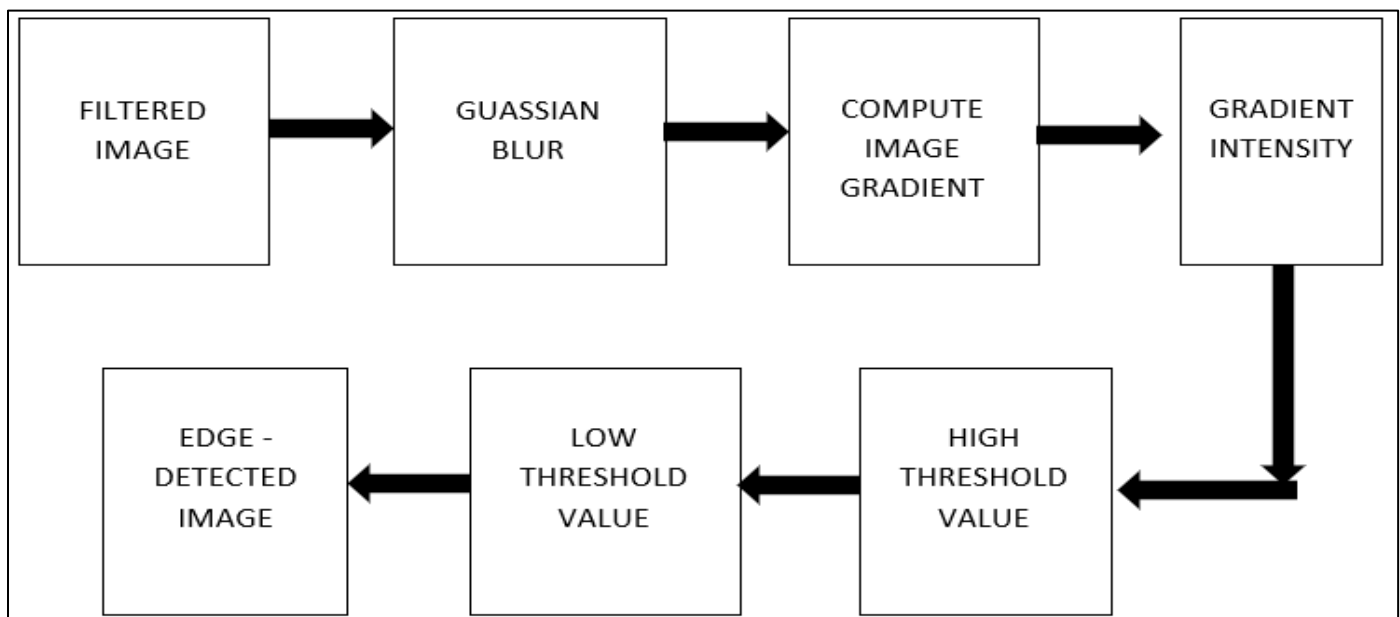 FILTERED
IMAGE
GUASSIAN
BLUR
COMPUTE
IMAGE
GRADIENT
GRADIENT
INTENSITY
HIGH
THRESHOLD
VALUE
LOW
THRESHOLD
VALUE
EDGE -
DETECTED
IMAGE